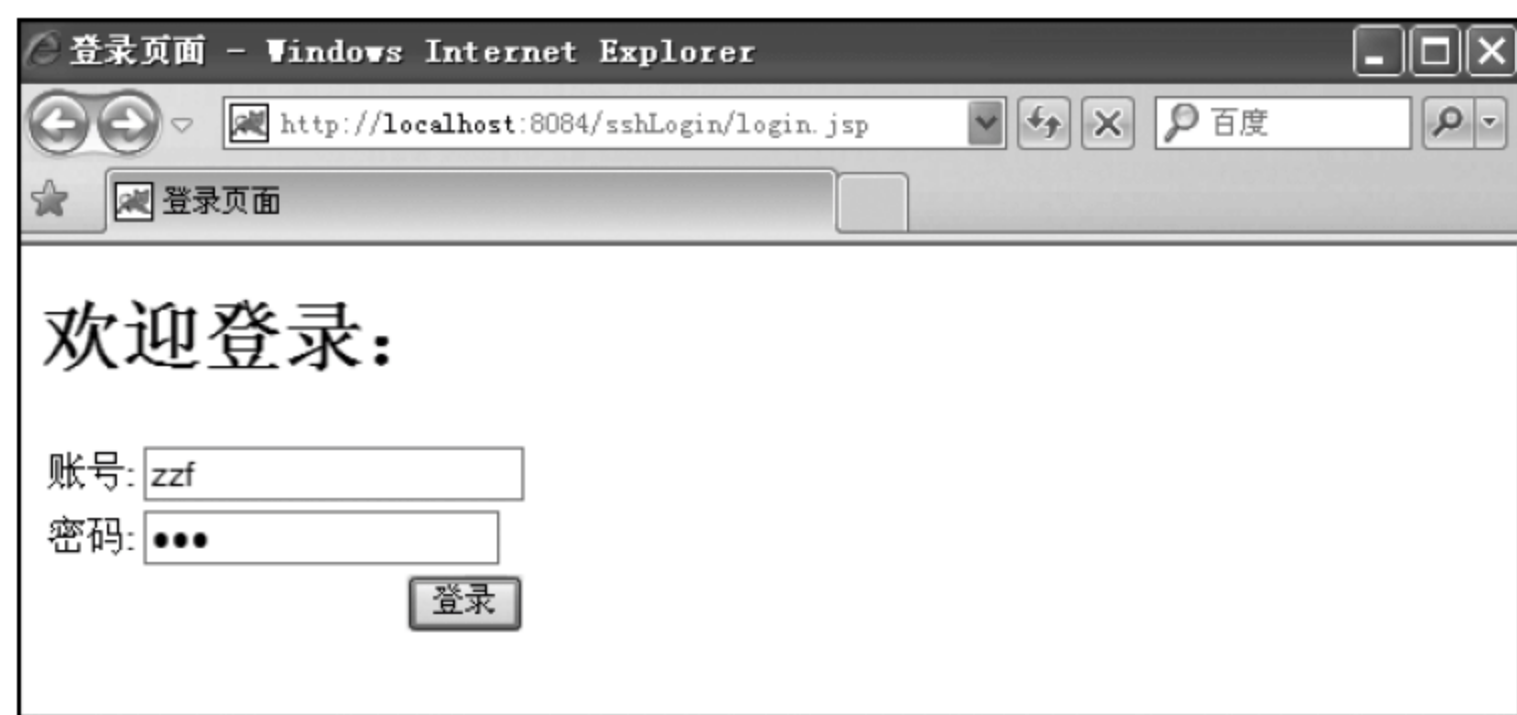 登录页面 - Windows Internet Explorer
http://localhost:8084/sshLogin/login.jsp 百度
登录页面
欢迎登录：
账号: zzf
密码: •••
登录